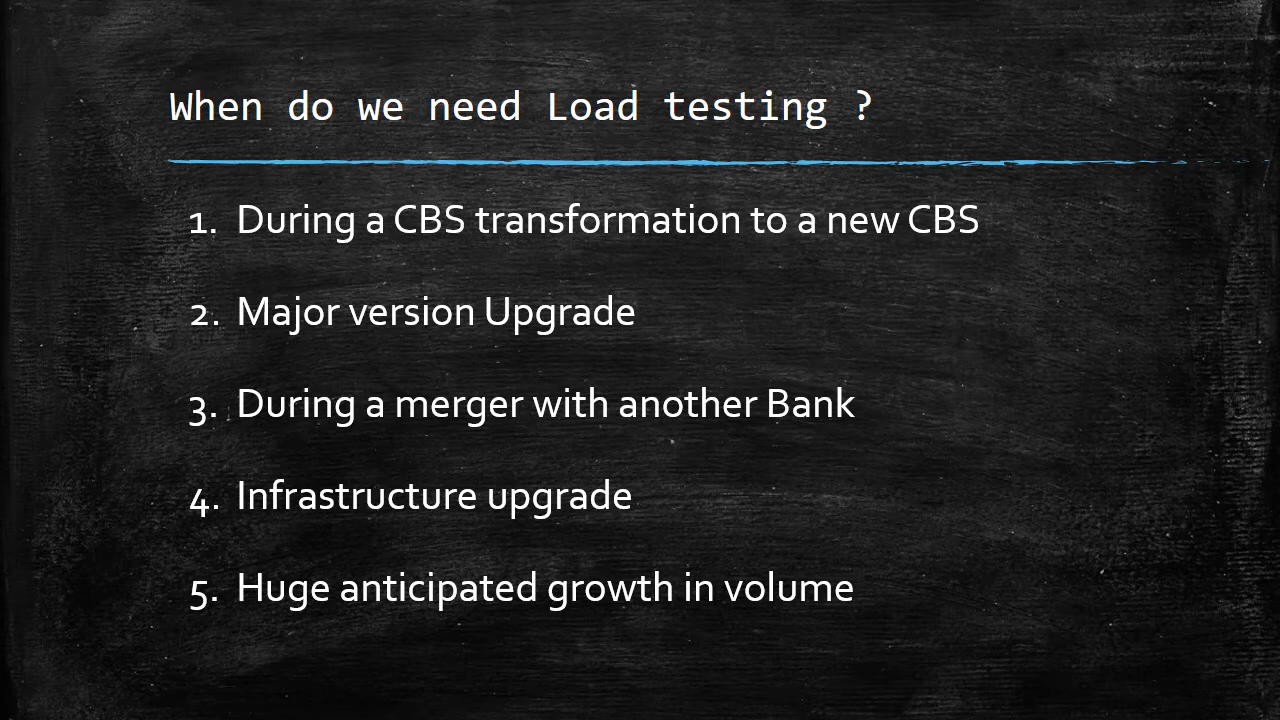 When do we need Load testing ?
1. During a CBS transformation to a new CBS
2. Major version Upgrade
3. During a merger with another Bank
4. Infrastructure upgrade
5. Huge anticipated growth in volume